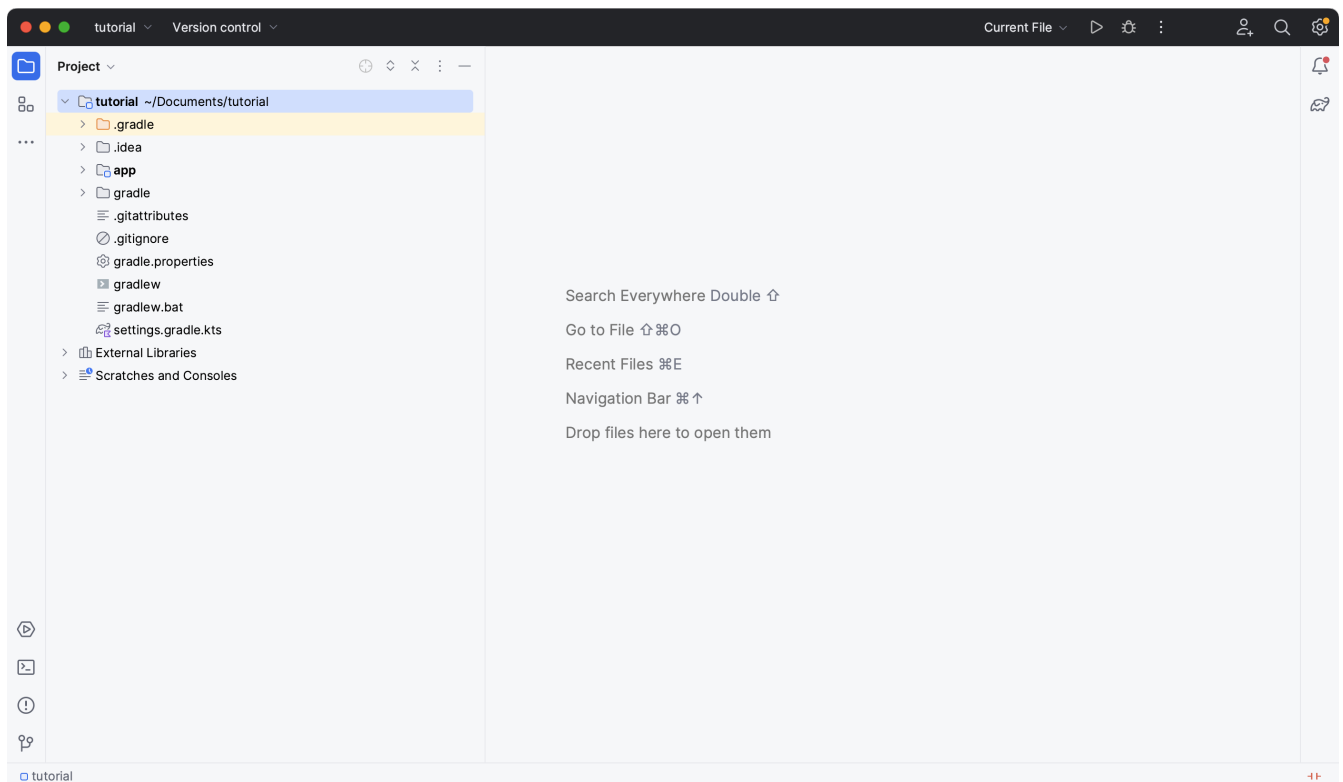 tutorial Version control Current File
Project
tutorial ~/Documents/tutorial
.gradle
.idea
app
gradle
.gitattributes
.gitignore
gradle.properties
gradlew
gradlew.bat
settings.gradle.kts
External Libraries
Scratches and Consoles
Search Everywhere Double ⇧
Go to File ⇧⌘O
Recent Files ⌘E
Navigation Bar ⌘↑
Drop files here to open them
tutorial